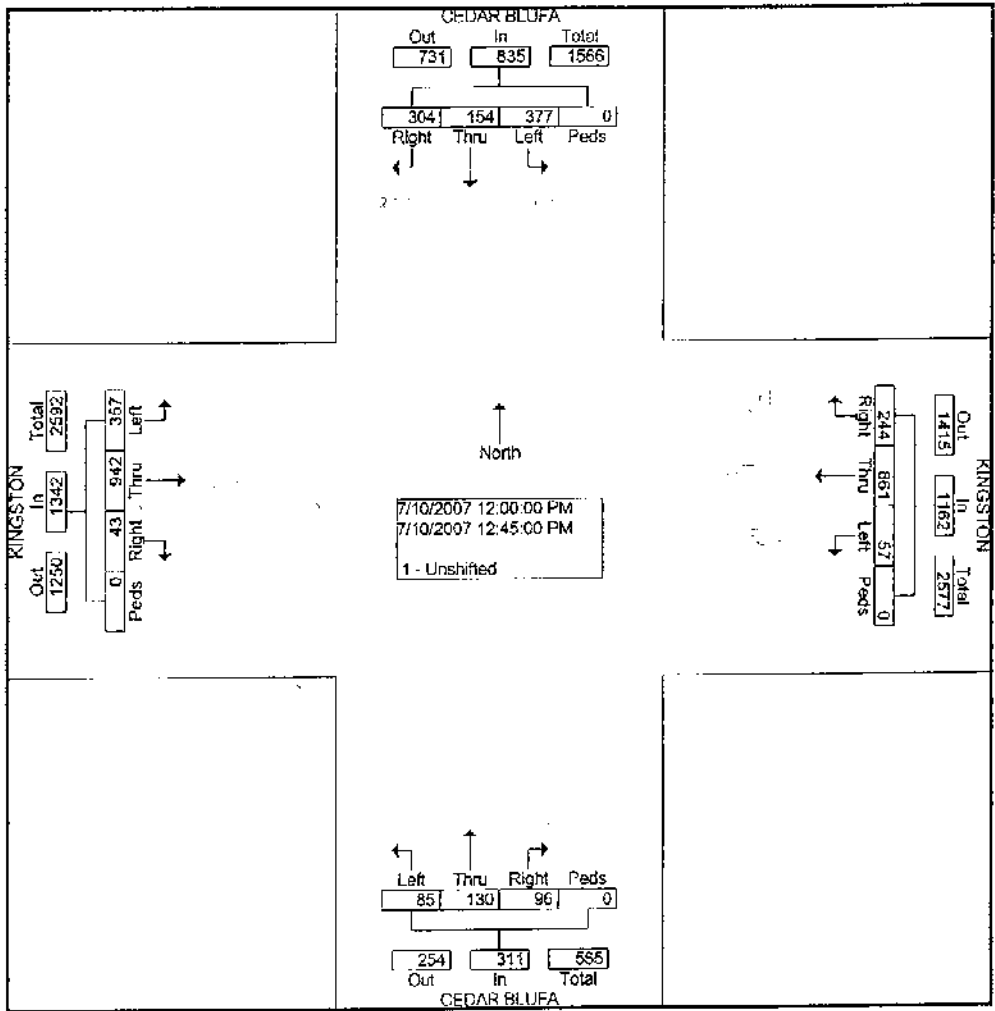 CEDAR BLUFA
Out In Total
731 835 1566
304 154 377 0
Right Thru Left Peds
KINGSTON
Total In Out
2592 1342 1250
357 942 43 0
Left Thru Right Peds
North
7/10/2007 12:00:00 PM
7/10/2007 12:45:00 PM
1 - Unshifted
Right Thru Left Peds
244 861 57 0
Out In Total
1415 1162 2577
KINGSTON
Left Thru Right Peds
85 130 96 0
254 311 565
Out In Total
CEDAR BLUFA